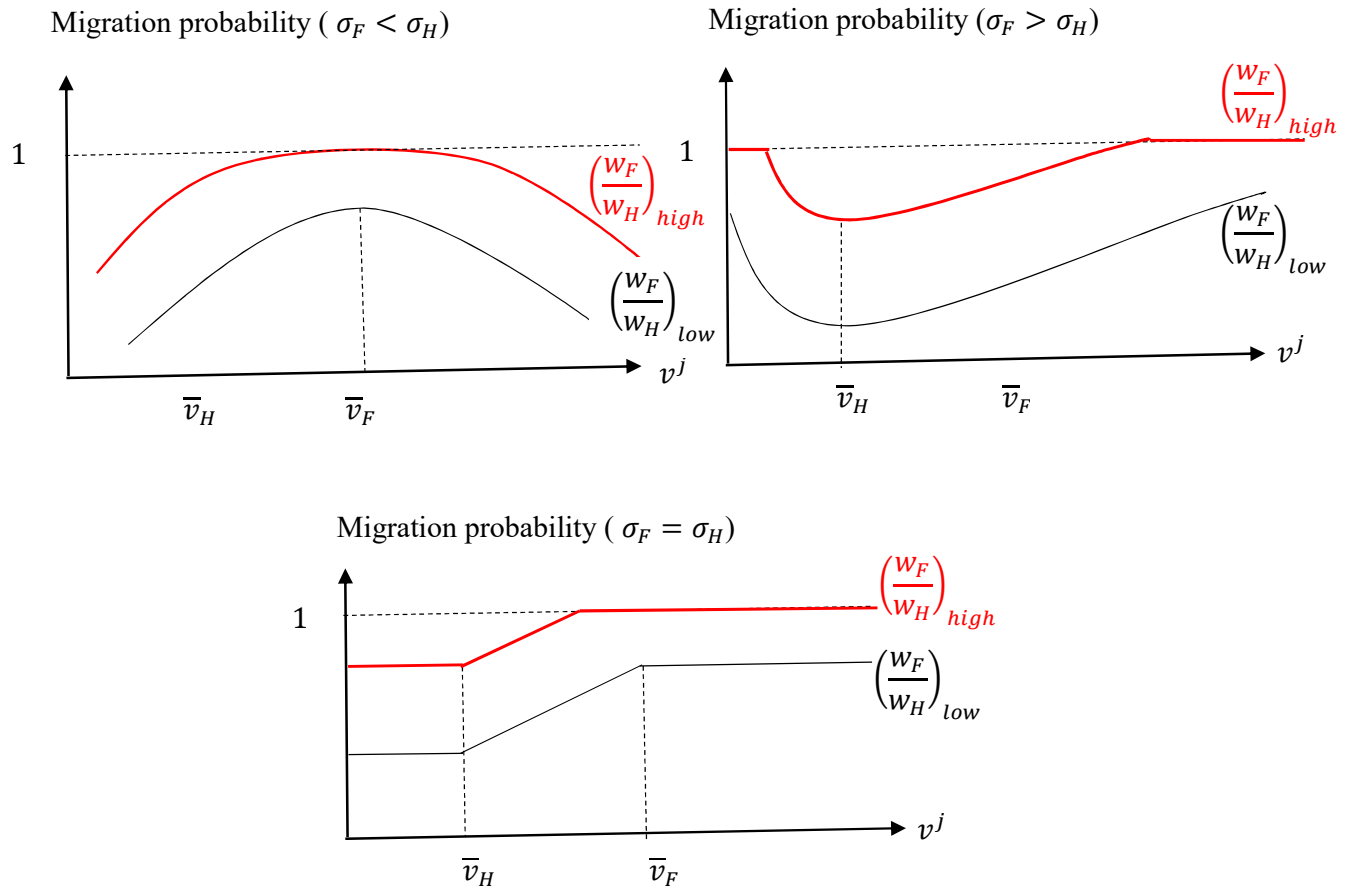 Migration probability ( σ_F < σ_H)
1
(w_F/w_H)_high
(w_F/w_H)_low
v^j
v̅_H
v̅_F
Migration probability (σ_F > σ_H)
(w_F/w_H)_high
1
(w_F/w_H)_low
v^j
v̅_H
v̅_F
Migration probability ( σ_F = σ_H)
(w_F/w_H)_high
1
(w_F/w_H)_low
v^j
v̅_H
v̅_F